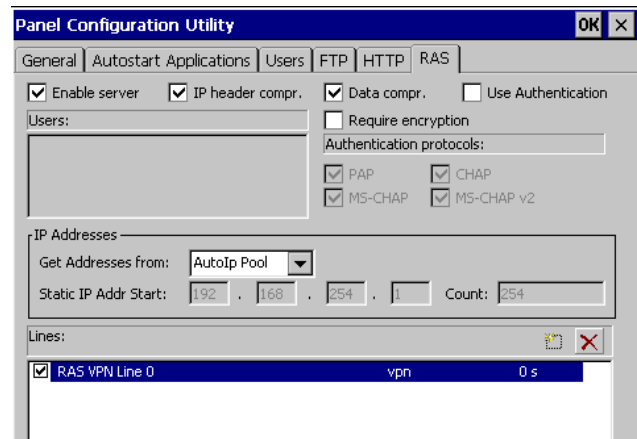 Panel Configuration Utility OK ×
General Autostart Applications Users FTP HTTP RAS
Enable server IP header compr. Data compr. Use Authentication
Users:
Require encryption
Authentication protocols:
PAP CHAP
MS-CHAP MS-CHAP v2
IP Addresses
Get Addresses from: AutoIp Pool
Static IP Addr Start: 192 . 168 . 254 . 1 Count: 254
Lines:
RAS VPN Line 0 vpn 0 s